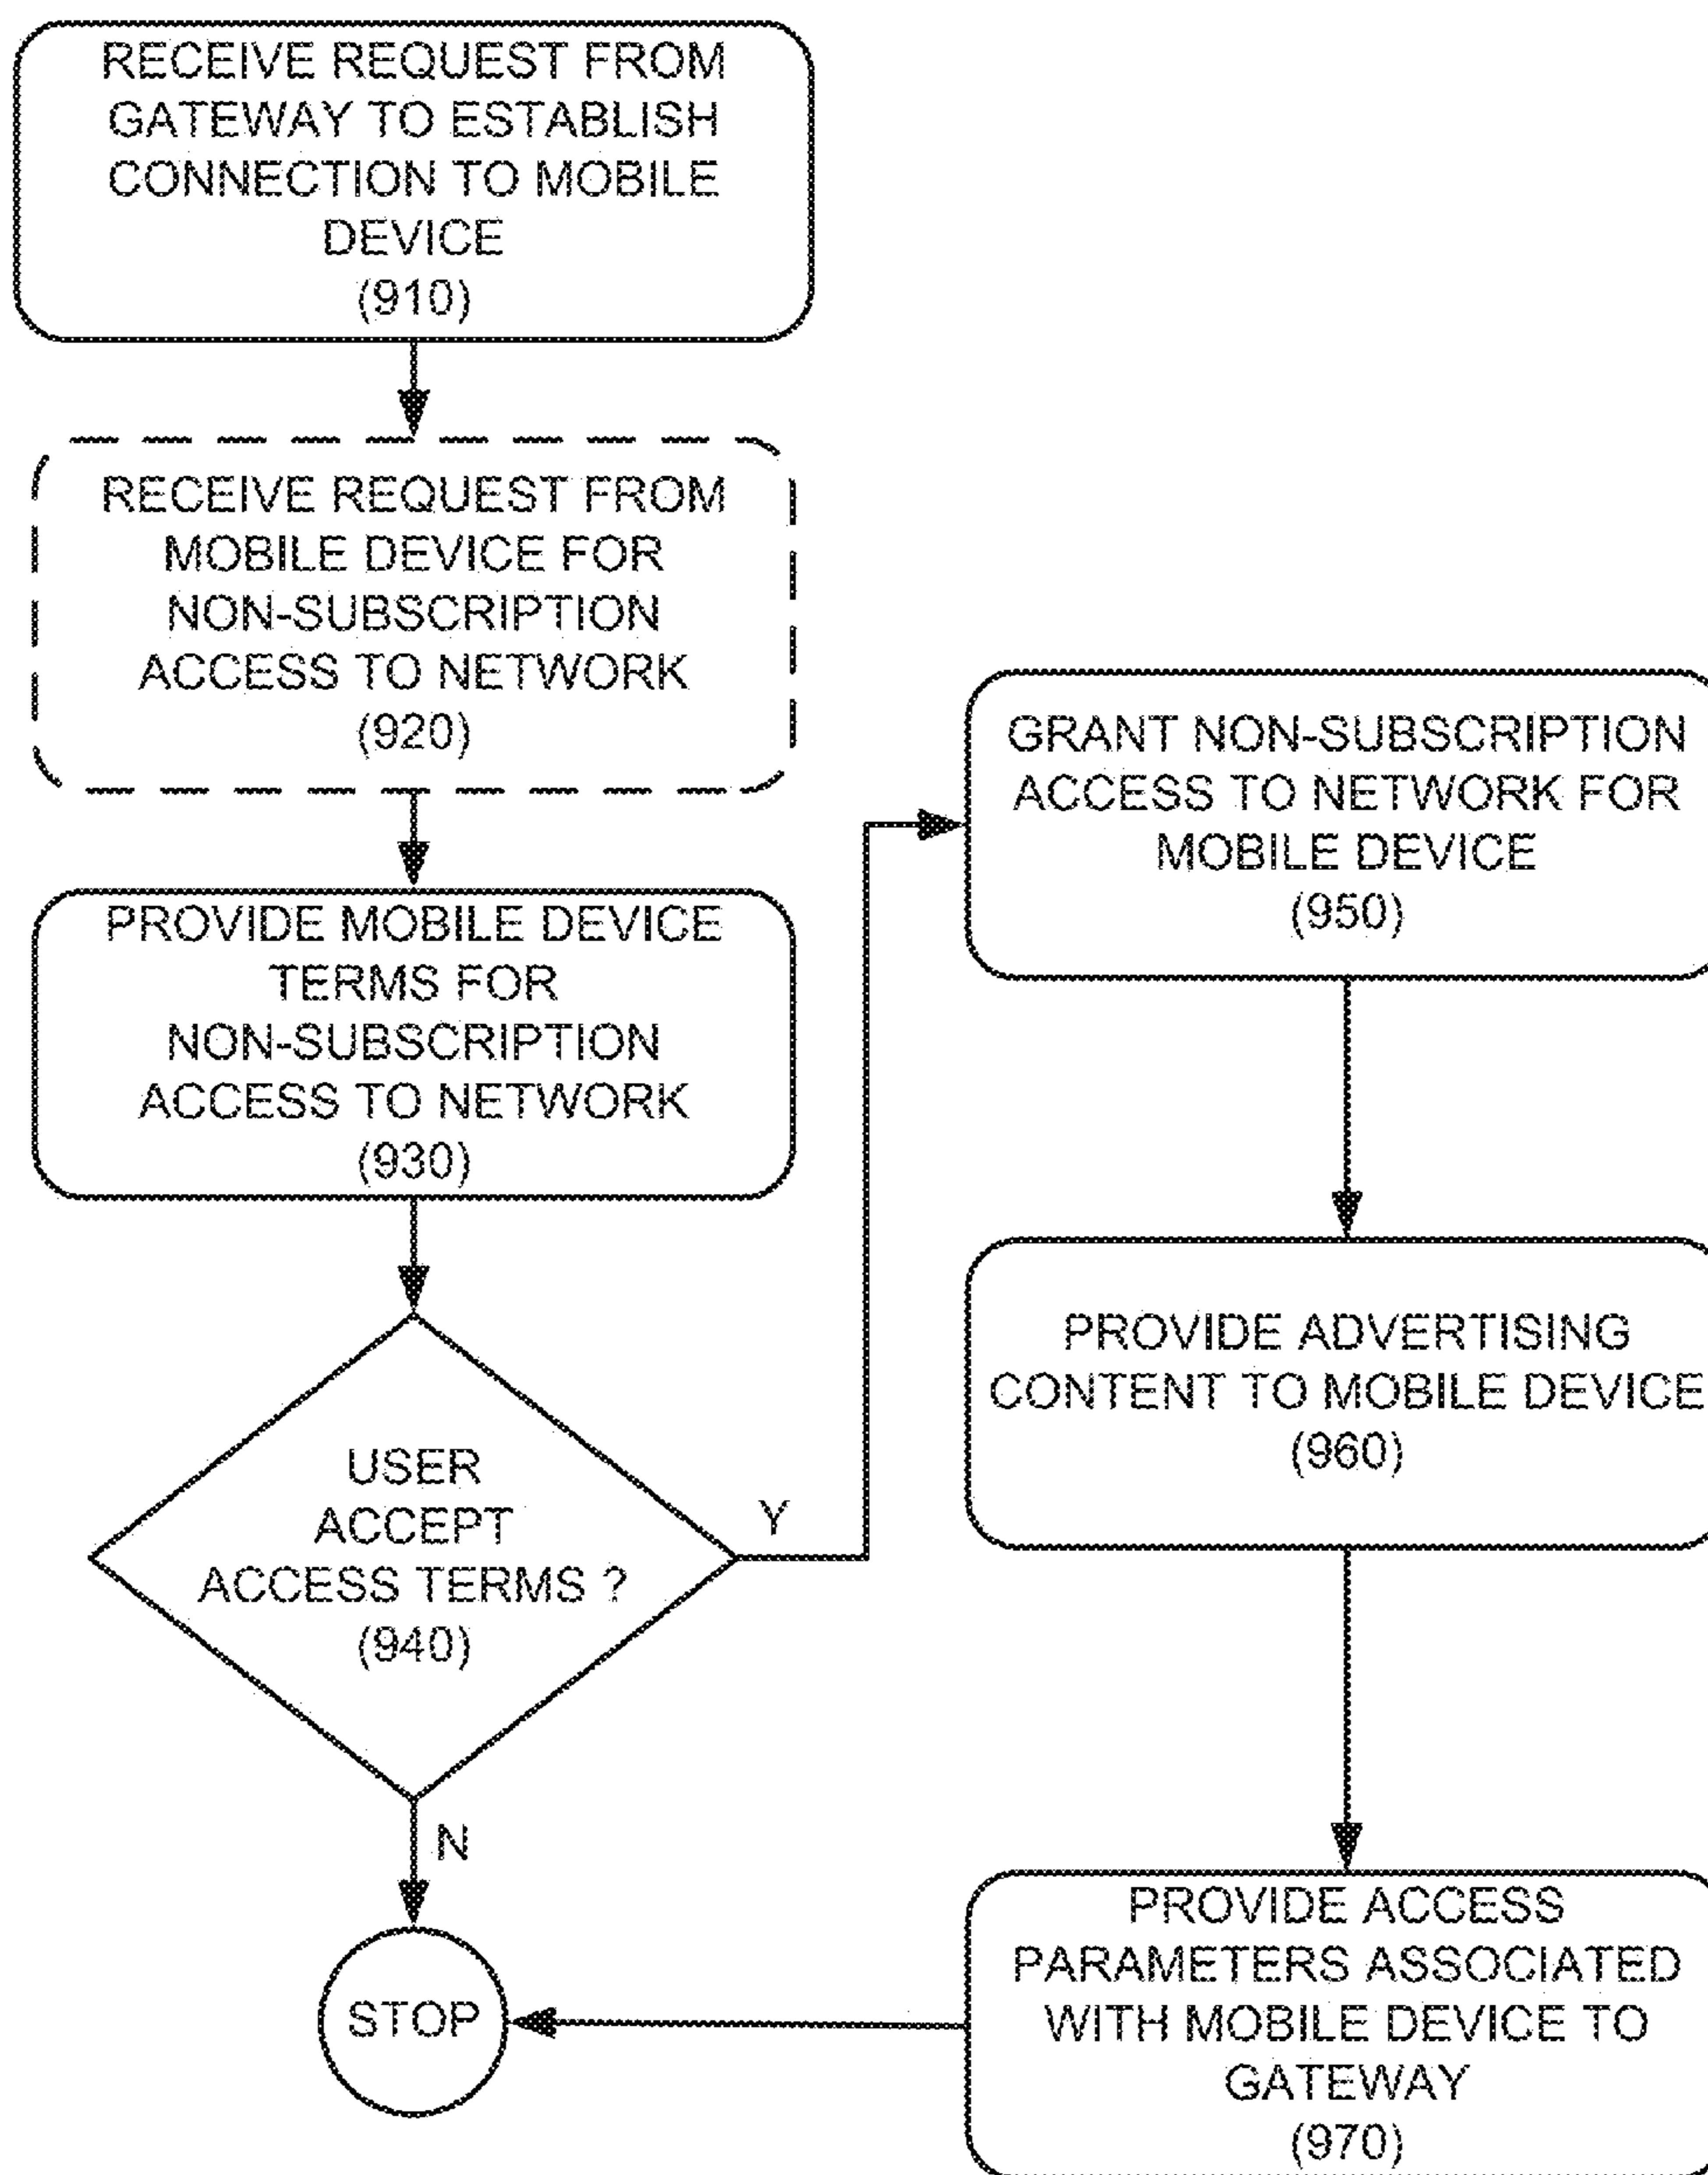 RECEIVE REQUEST FROM
GATEWAY TO ESTABLISH
CONNECTION TO MOBILE
DEVICE
(910)
RECEIVE REQUEST FROM
MOBILE DEVICE FOR
NON-SUBSCRIPTION
ACCESS TO NETWORK
(920)
PROVIDE MOBILE DEVICE
TERMS FOR
NON-SUBSCRIPTION
ACCESS TO NETWORK
(930)
USER
ACCEPT
ACCESS TERMS ?
(940)
Y
N
STOP
GRANT NON-SUBSCRIPTION
ACCESS TO NETWORK FOR
MOBILE DEVICE
(950)
PROVIDE ADVERTISING
CONTENT TO MOBILE DEVICE
(960)
PROVIDE ACCESS
PARAMETERS ASSOCIATED
WITH MOBILE DEVICE TO
GATEWAY
(970)